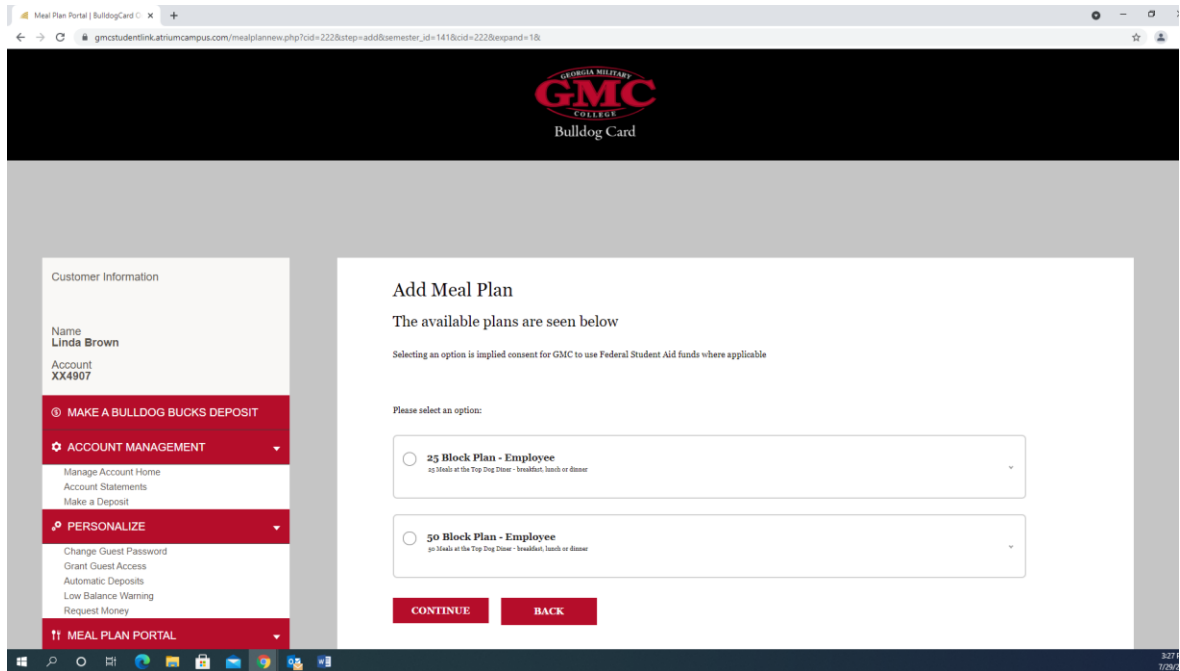 Meal Plan Portal | BulldogCard O
gmcstudentlink.atriumcampus.com/mealplannew.php?cid=222&step=add&semester_id=141&cid=222&expand=1&
GEORGIA MILITARY
GMC
COLLEGE
Bulldog Card
Customer Information
Name
Linda Brown
Account
XX4907
MAKE A BULLDOG BUCKS DEPOSIT
ACCOUNT MANAGEMENT
Manage Account Home
Account Statements
Make a Deposit
PERSONALIZE
Change Guest Password
Grant Guest Access
Automatic Deposits
Low Balance Warning
Request Money
MEAL PLAN PORTAL
Add Meal Plan
The available plans are seen below
Selecting an option is implied consent for GMC to use Federal Student Aid funds where applicable
Please select an option:
25 Block Plan - Employee
25 Meals at the Top Dog Diner - breakfast, lunch or dinner
50 Block Plan - Employee
50 Meals at the Top Dog Diner - breakfast, lunch or dinner
CONTINUE BACK
3:27 P
7/29/2